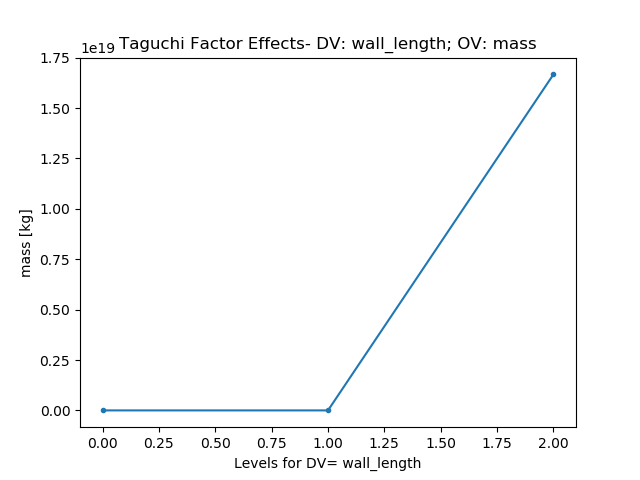 Taguchi Factor Effects- DV: wall_length; OV: mass
1e19
1.75
1.50
1.25
1.00
0.75
0.50
0.25
0.00
mass [kg]
0.00 0.25 0.50 0.75 1.00 1.25 1.50 1.75 2.00
Levels for DV= wall_length